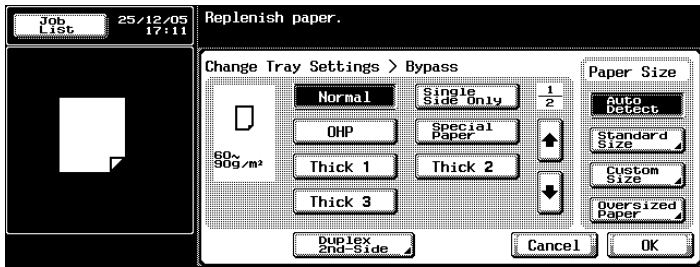 Job
List
25/12/05
17:11
Replenish paper.
Change Tray Settings > Bypass
60~
90g/m²
Normal
Single
Side Only
1
2
OHP
Special
Paper
Thick 1
Thick 2
Thick 3
Duplex
2nd-Side
Paper Size
Auto
Detect
Standard
Size
Custom
Size
Oversized
Paper
Cancel
OK